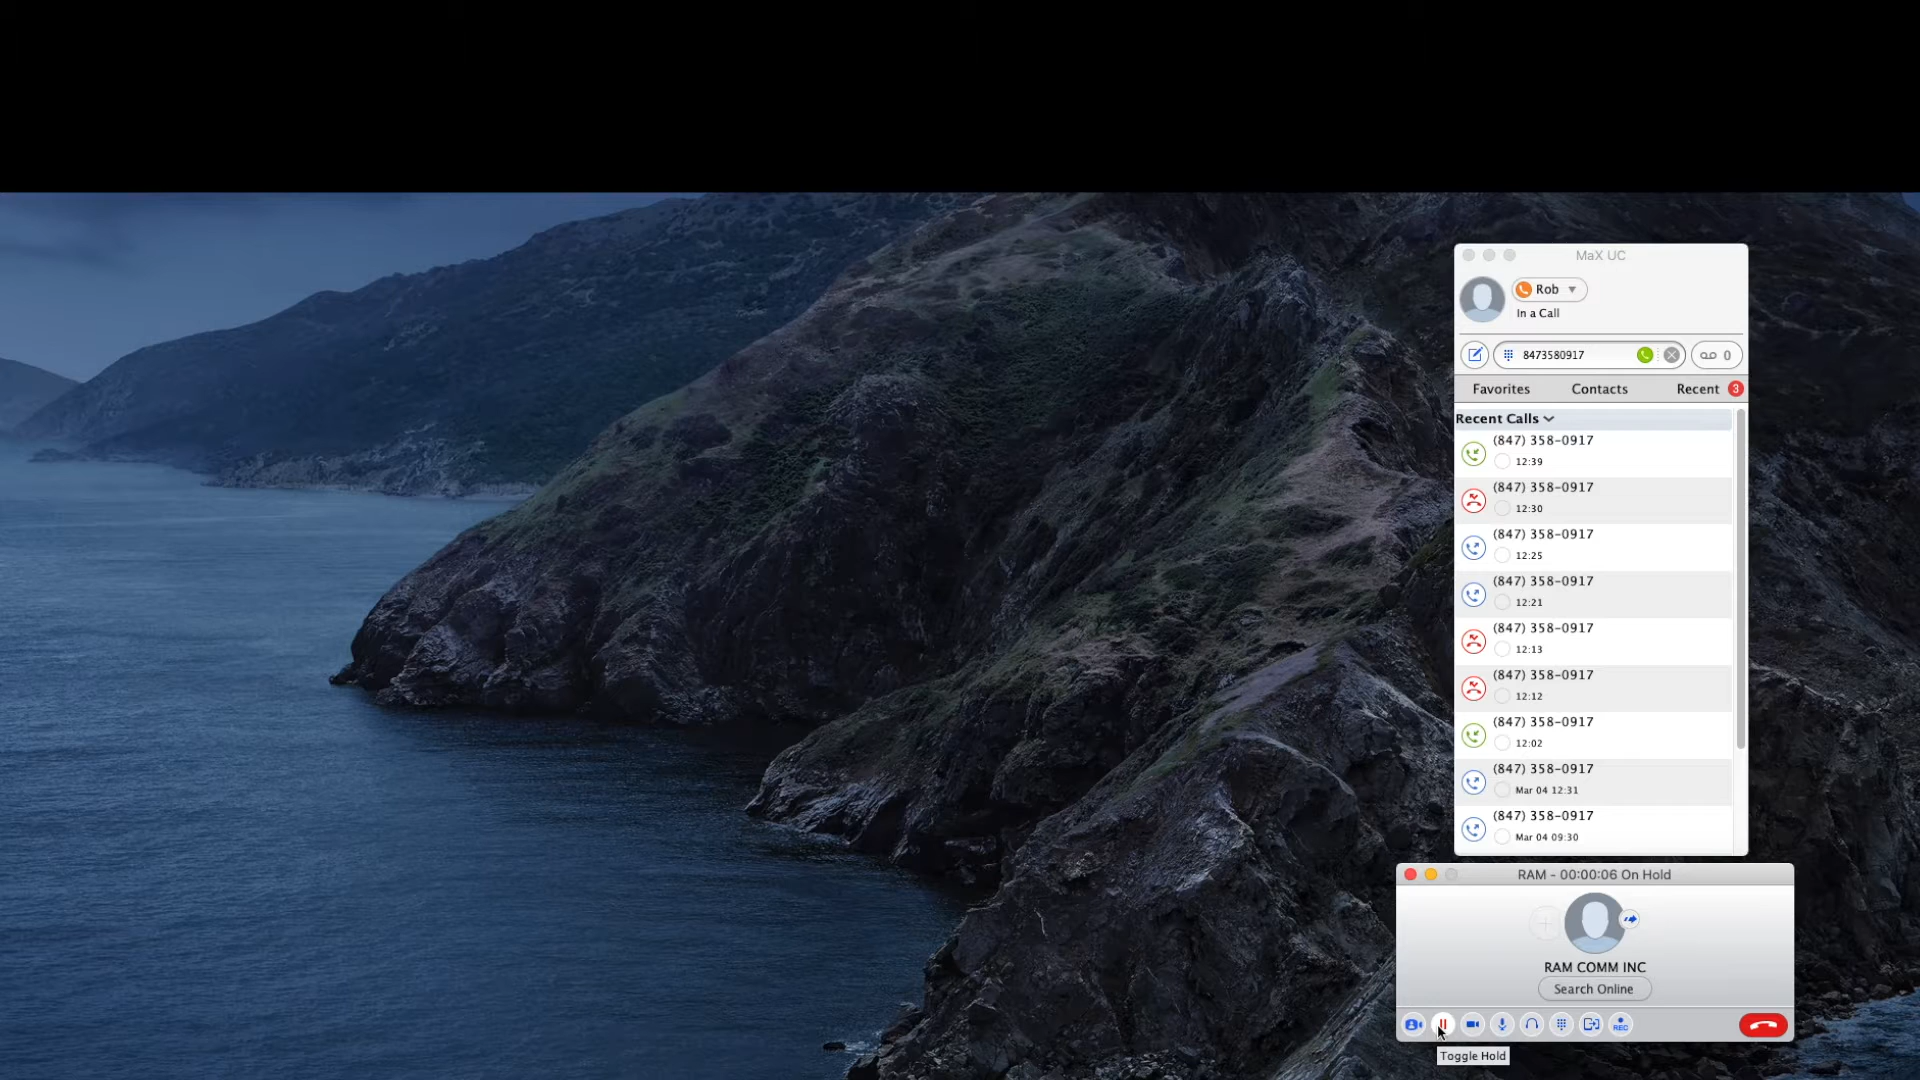 MaX UC
Rob
In a Call
8473580917
0
Favorites Contacts Recent 3
Recent Calls
(847) 358-0917
12:39
(847) 358-0917
12:30
(847) 358-0917
12:25
(847) 358-0917
12:21
(847) 358-0917
12:13
(847) 358-0917
12:12
(847) 358-0917
12:02
(847) 358-0917
Mar 04 12:31
(847) 358-0917
Mar 04 09:30
RAM - 00:00:06 On Hold
RAM COMM INC
Search Online
REC
Toggle Hold